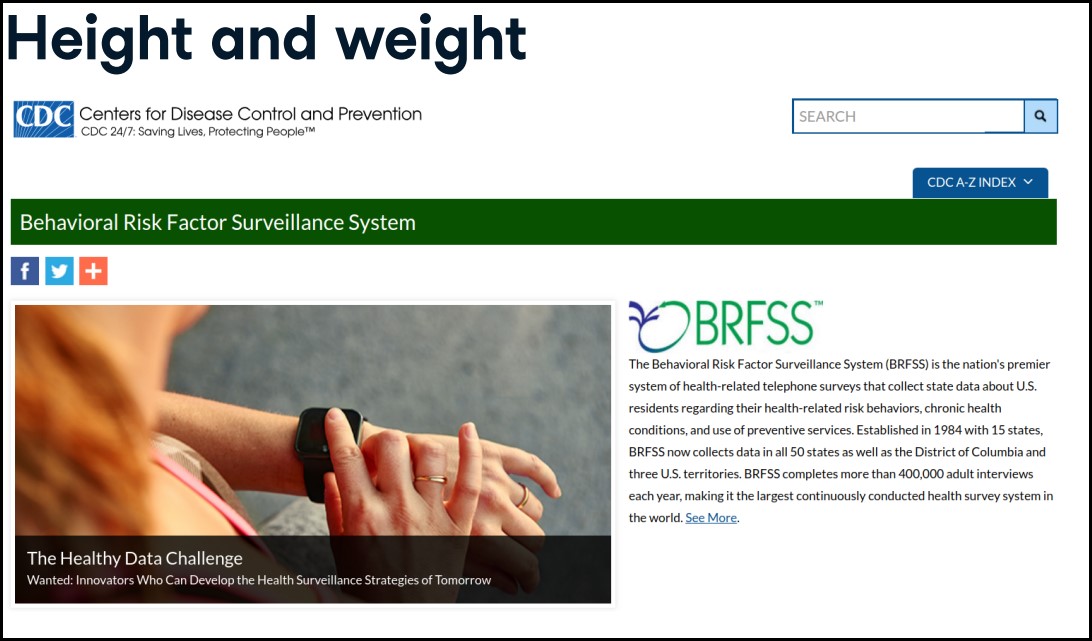 Height and weight
CDC Centers for Disease Control and Prevention
CDC 24/7: Saving Lives, Protecting People™
SEARCH
CDC A-Z INDEX
Behavioral Risk Factor Surveillance System
f
BRFSS™
The Behavioral Risk Factor Surveillance System (BRFSS) is the nation's premier
system of health-related telephone surveys that collect state data about U.S.
residents regarding their health-related risk behaviors, chronic health
conditions, and use of preventive services. Established in 1984 with 15 states,
BRFSS now collects data in all 50 states as well as the District of Columbia and
three U.S. territories. BRFSS completes more than 400,000 adult interviews
each year, making it the largest continuously conducted health survey system in
the world. See More.
The Healthy Data Challenge
Wanted: Innovators Who Can Develop the Health Surveillance Strategies of Tomorrow